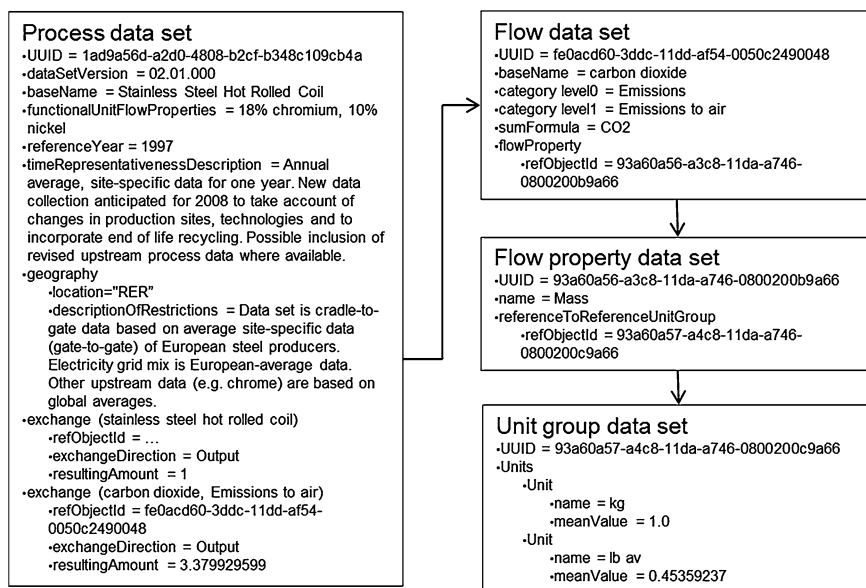 Process data set
•UUID = 1ad9a56d-a2d0-4808-b2cf-b348c109cb4a
•dataSetVersion = 02.01.000
•baseName = Stainless Steel Hot Rolled Coil
•functionalUnitFlowProperties = 18% chromium, 10%
nickel
•referenceYear = 1997
•timeRepresentativenessDescription = Annual
average, site-specific data for one year. New data
collection anticipated for 2008 to take account of
changes in production sites, technologies and to
incorporate end of life recycling. Possible inclusion of
revised upstream process data where available.
•geography
•location="RER"
•descriptionOfRestrictions = Data set is cradle-to-
gate data based on average site-specific data
(gate-to-gate) of European steel producers.
Electricity grid mix is European-average data.
Other upstream data (e.g. chrome) are based on
global averages.
•exchange (stainless steel hot rolled coil)
•refObjectId = …
•exchangeDirection = Output
•resultingAmount = 1
•exchange (carbon dioxide, Emissions to air)
•refObjectId = fe0acd60-3ddc-11dd-af54-
0050c2490048
•exchangeDirection = Output
•resultingAmount = 3.379929599
Flow data set
•UUID = fe0acd60-3ddc-11dd-af54-0050c2490048
•baseName = carbon dioxide
•category level0 = Emissions
•category level1 = Emissions to air
•sumFormula = CO2
•flowProperty
•refObjectId = 93a60a56-a3c8-11da-a746-
0800200b9a66
Flow property data set
•UUID = 93a60a56-a3c8-11da-a746-0800200b9a66
•name = Mass
•referenceToReferenceUnitGroup
•refObjectId = 93a60a57-a4c8-11da-a746-
0800200c9a66
Unit group data set
•UUID = 93a60a57-a4c8-11da-a746-0800200c9a66
•Units
•Unit
•name = kg
•meanValue = 1.0
•Unit
•name = lb av
•meanValue = 0.45359237